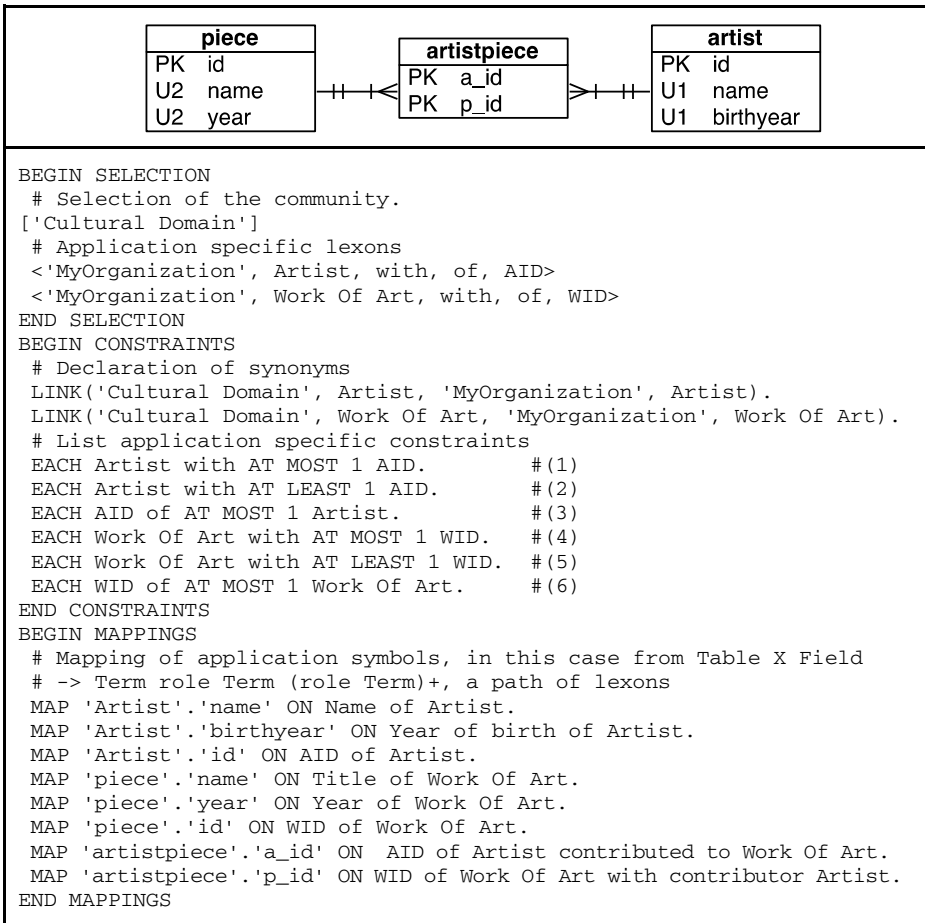 piece
PK id
U2 name
U2 year
artistpiece
PK a_id
PK p_id
artist
PK id
U1 name
U1 birthyear
BEGIN SELECTION
# Selection of the community.
['Cultural Domain']
# Application specific lexons
<'MyOrganization', Artist, with, of, AID>
<'MyOrganization', Work Of Art, with, of, WID>
END SELECTION
BEGIN CONSTRAINTS
# Declaration of synonyms
LINK('Cultural Domain', Artist, 'MyOrganization', Artist).
LINK('Cultural Domain', Work Of Art, 'MyOrganization', Work Of Art).
# List application specific constraints
EACH Artist with AT MOST 1 AID. #(1)
EACH Artist with AT LEAST 1 AID. #(2)
EACH AID of AT MOST 1 Artist. #(3)
EACH Work Of Art with AT MOST 1 WID. #(4)
EACH Work Of Art with AT LEAST 1 WID. #(5)
EACH WID of AT MOST 1 Work Of Art. #(6)
END CONSTRAINTS
BEGIN MAPPINGS
# Mapping of application symbols, in this case from Table X Field
# -> Term role Term (role Term)+, a path of lexons
MAP 'Artist'.'name' ON Name of Artist.
MAP 'Artist'.'birthyear' ON Year of birth of Artist.
MAP 'Artist'.'id' ON AID of Artist.
MAP 'piece'.'name' ON Title of Work Of Art.
MAP 'piece'.'year' ON Year of Work Of Art.
MAP 'piece'.'id' ON WID of Work Of Art.
MAP 'artistpiece'.'a_id' ON AID of Artist contributed to Work Of Art.
MAP 'artistpiece'.'p_id' ON WID of Work Of Art with contributor Artist.
END MAPPINGS